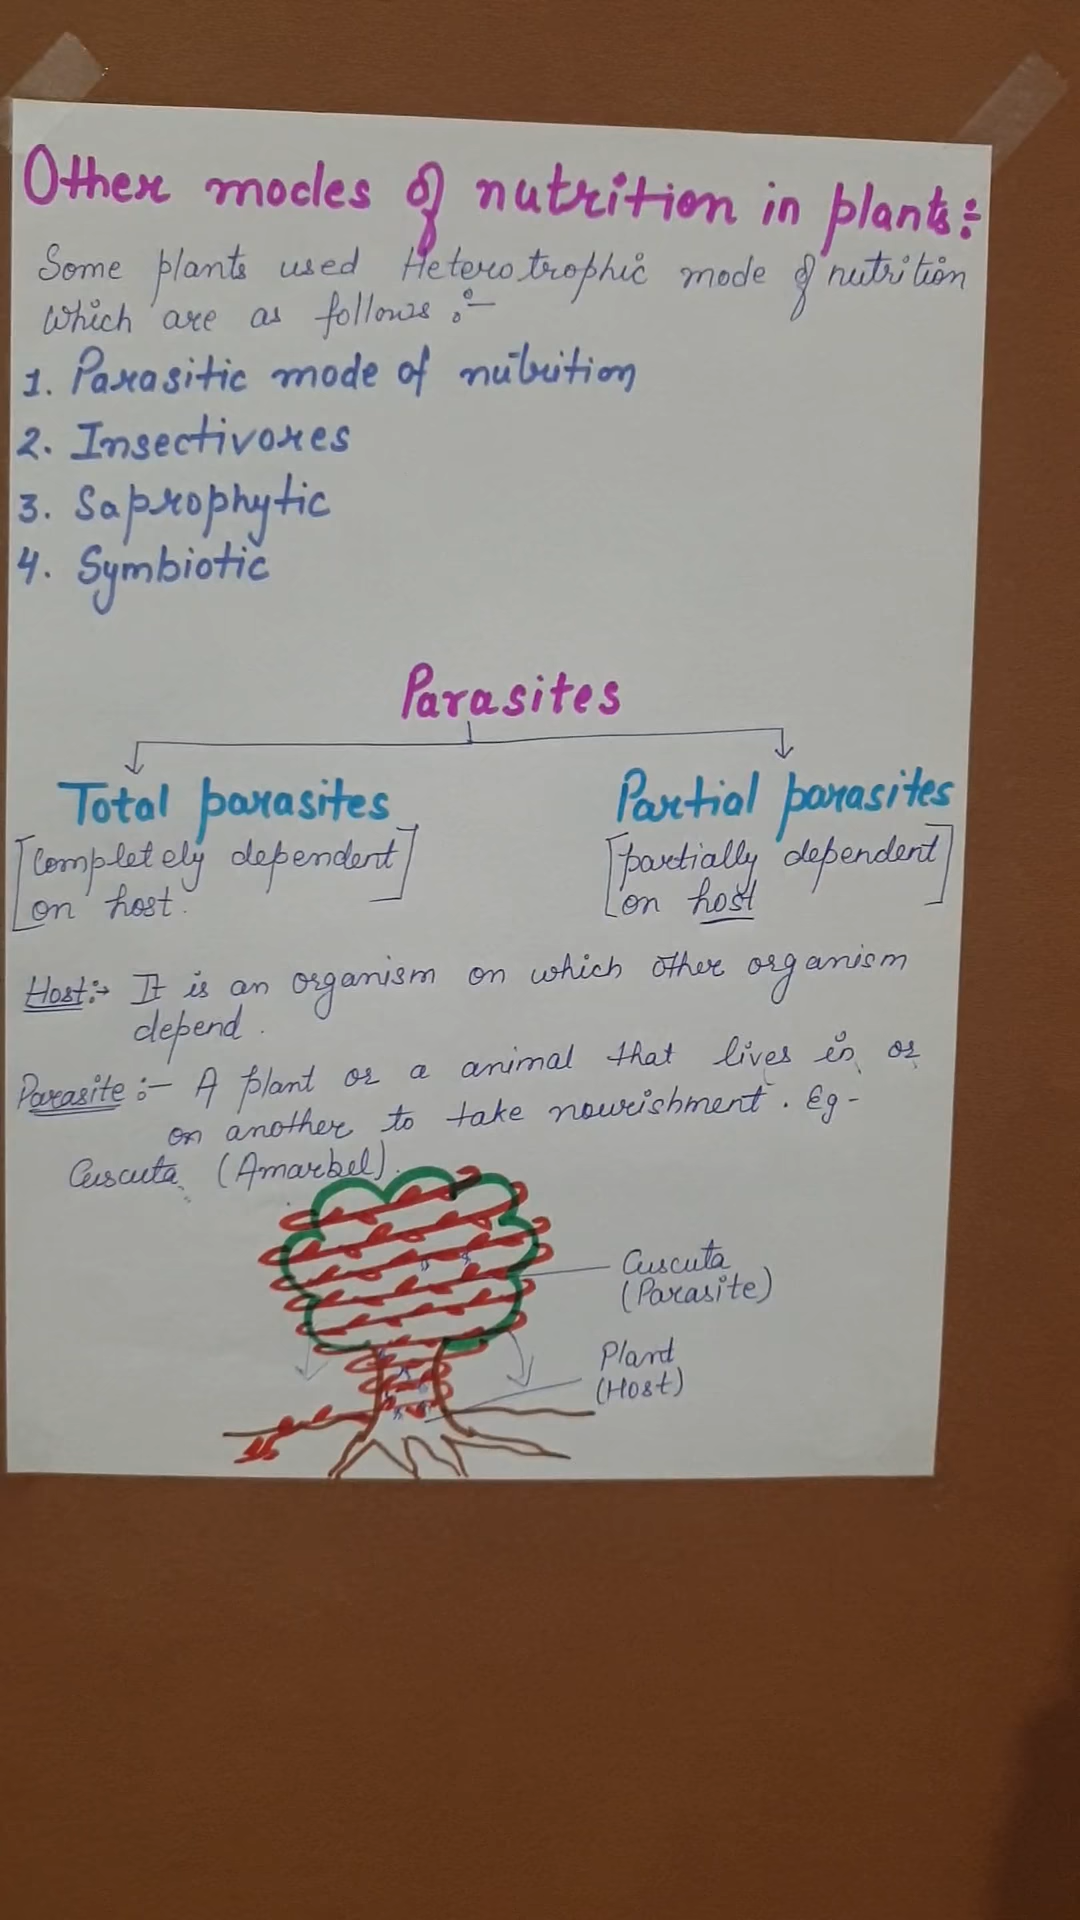 Other modes of nutrition in plants:
Some plants used Heterotrophic mode of nutrition
Which are as follows :-
1. Parasitic mode of nutrition
2. Insectivores
3. Saprophytic
4. Symbiotic
Parasites
Total parasites Partial parasites
[Completely dependent [partially dependent
on host.] on host]
Host:→ It is an organism on which other organism
depend.
Parasite :- A plant or a animal that lives in or
on another to take nourishment. Eg -
Cuscuta (Amarbel).
Cuscuta
(Parasite)
Plant
(Host)